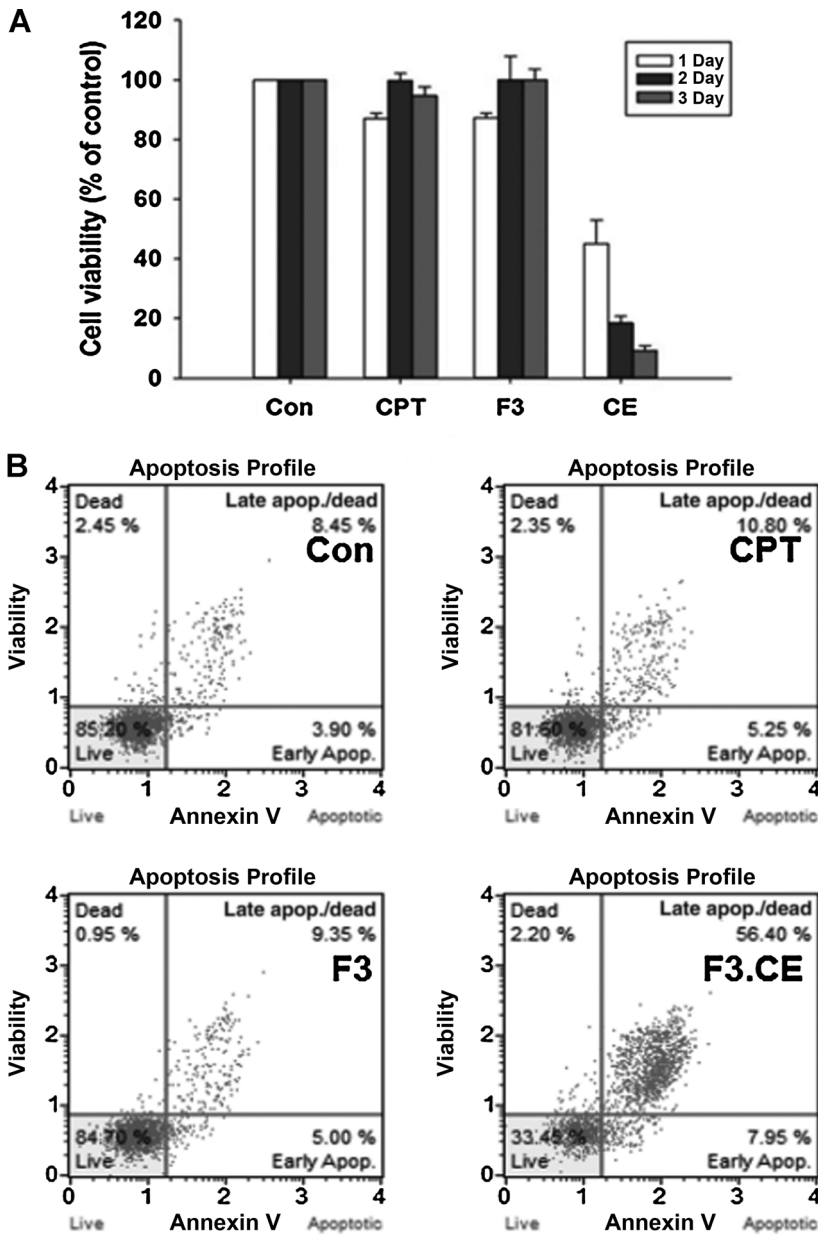 A
Cell viability (% of control)
120
100
80
60
40
20
0
1 Day
2 Day
3 Day
Con CPT F3 CE
B
Apoptosis Profile
Viability
4
3
2
1
0
Dead
2.45 %
Late apop./dead
8.45 %
Con
85.20 %
Live
3.90 %
Early Apop.
0 1 2 3 4
Live Annexin V Apoptotic
Apoptosis Profile
Viability
4
3
2
1
0
Dead
2.35 %
Late apop./dead
10.80 %
CPT
81.60 %
Live
5.25 %
Early Apop.
0 1 2 3 4
Live Annexin V Apoptotic
Apoptosis Profile
Viability
4
3
2
1
0
Dead
0.95 %
Late apop./dead
9.35 %
F3
84.70 %
Live
5.00 %
Early Apop.
0 1 2 3 4
Live Annexin V Apoptotic
Apoptosis Profile
Viability
4
3
2
1
0
Dead
2.20 %
Late apop./dead
56.40 %
F3.CE
33.45 %
Live
7.95 %
Early Apop.
0 1 2 3 4
Live Annexin V Apoptotic